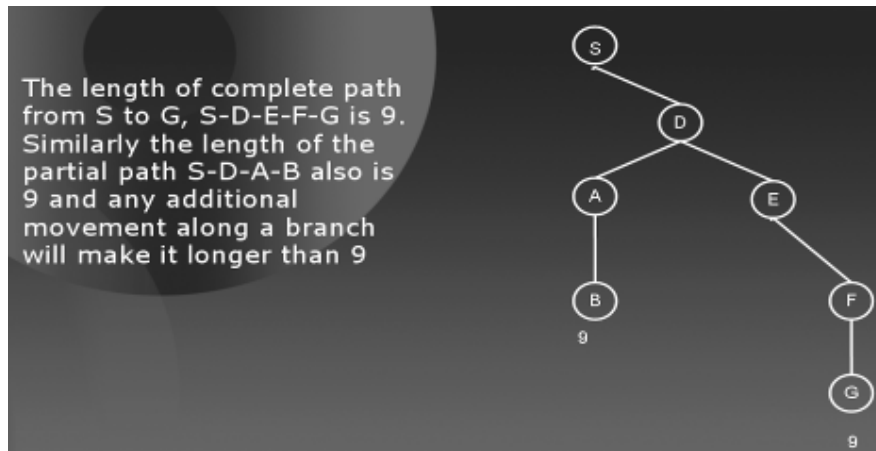 The length of complete path
from S to G, S-D-E-F-G is 9.
Similarly the length of the
partial path S-D-A-B also is
9 and any additional
movement along a branch
will make it longer than 9
S
D
A
E
B
F
9
G
9